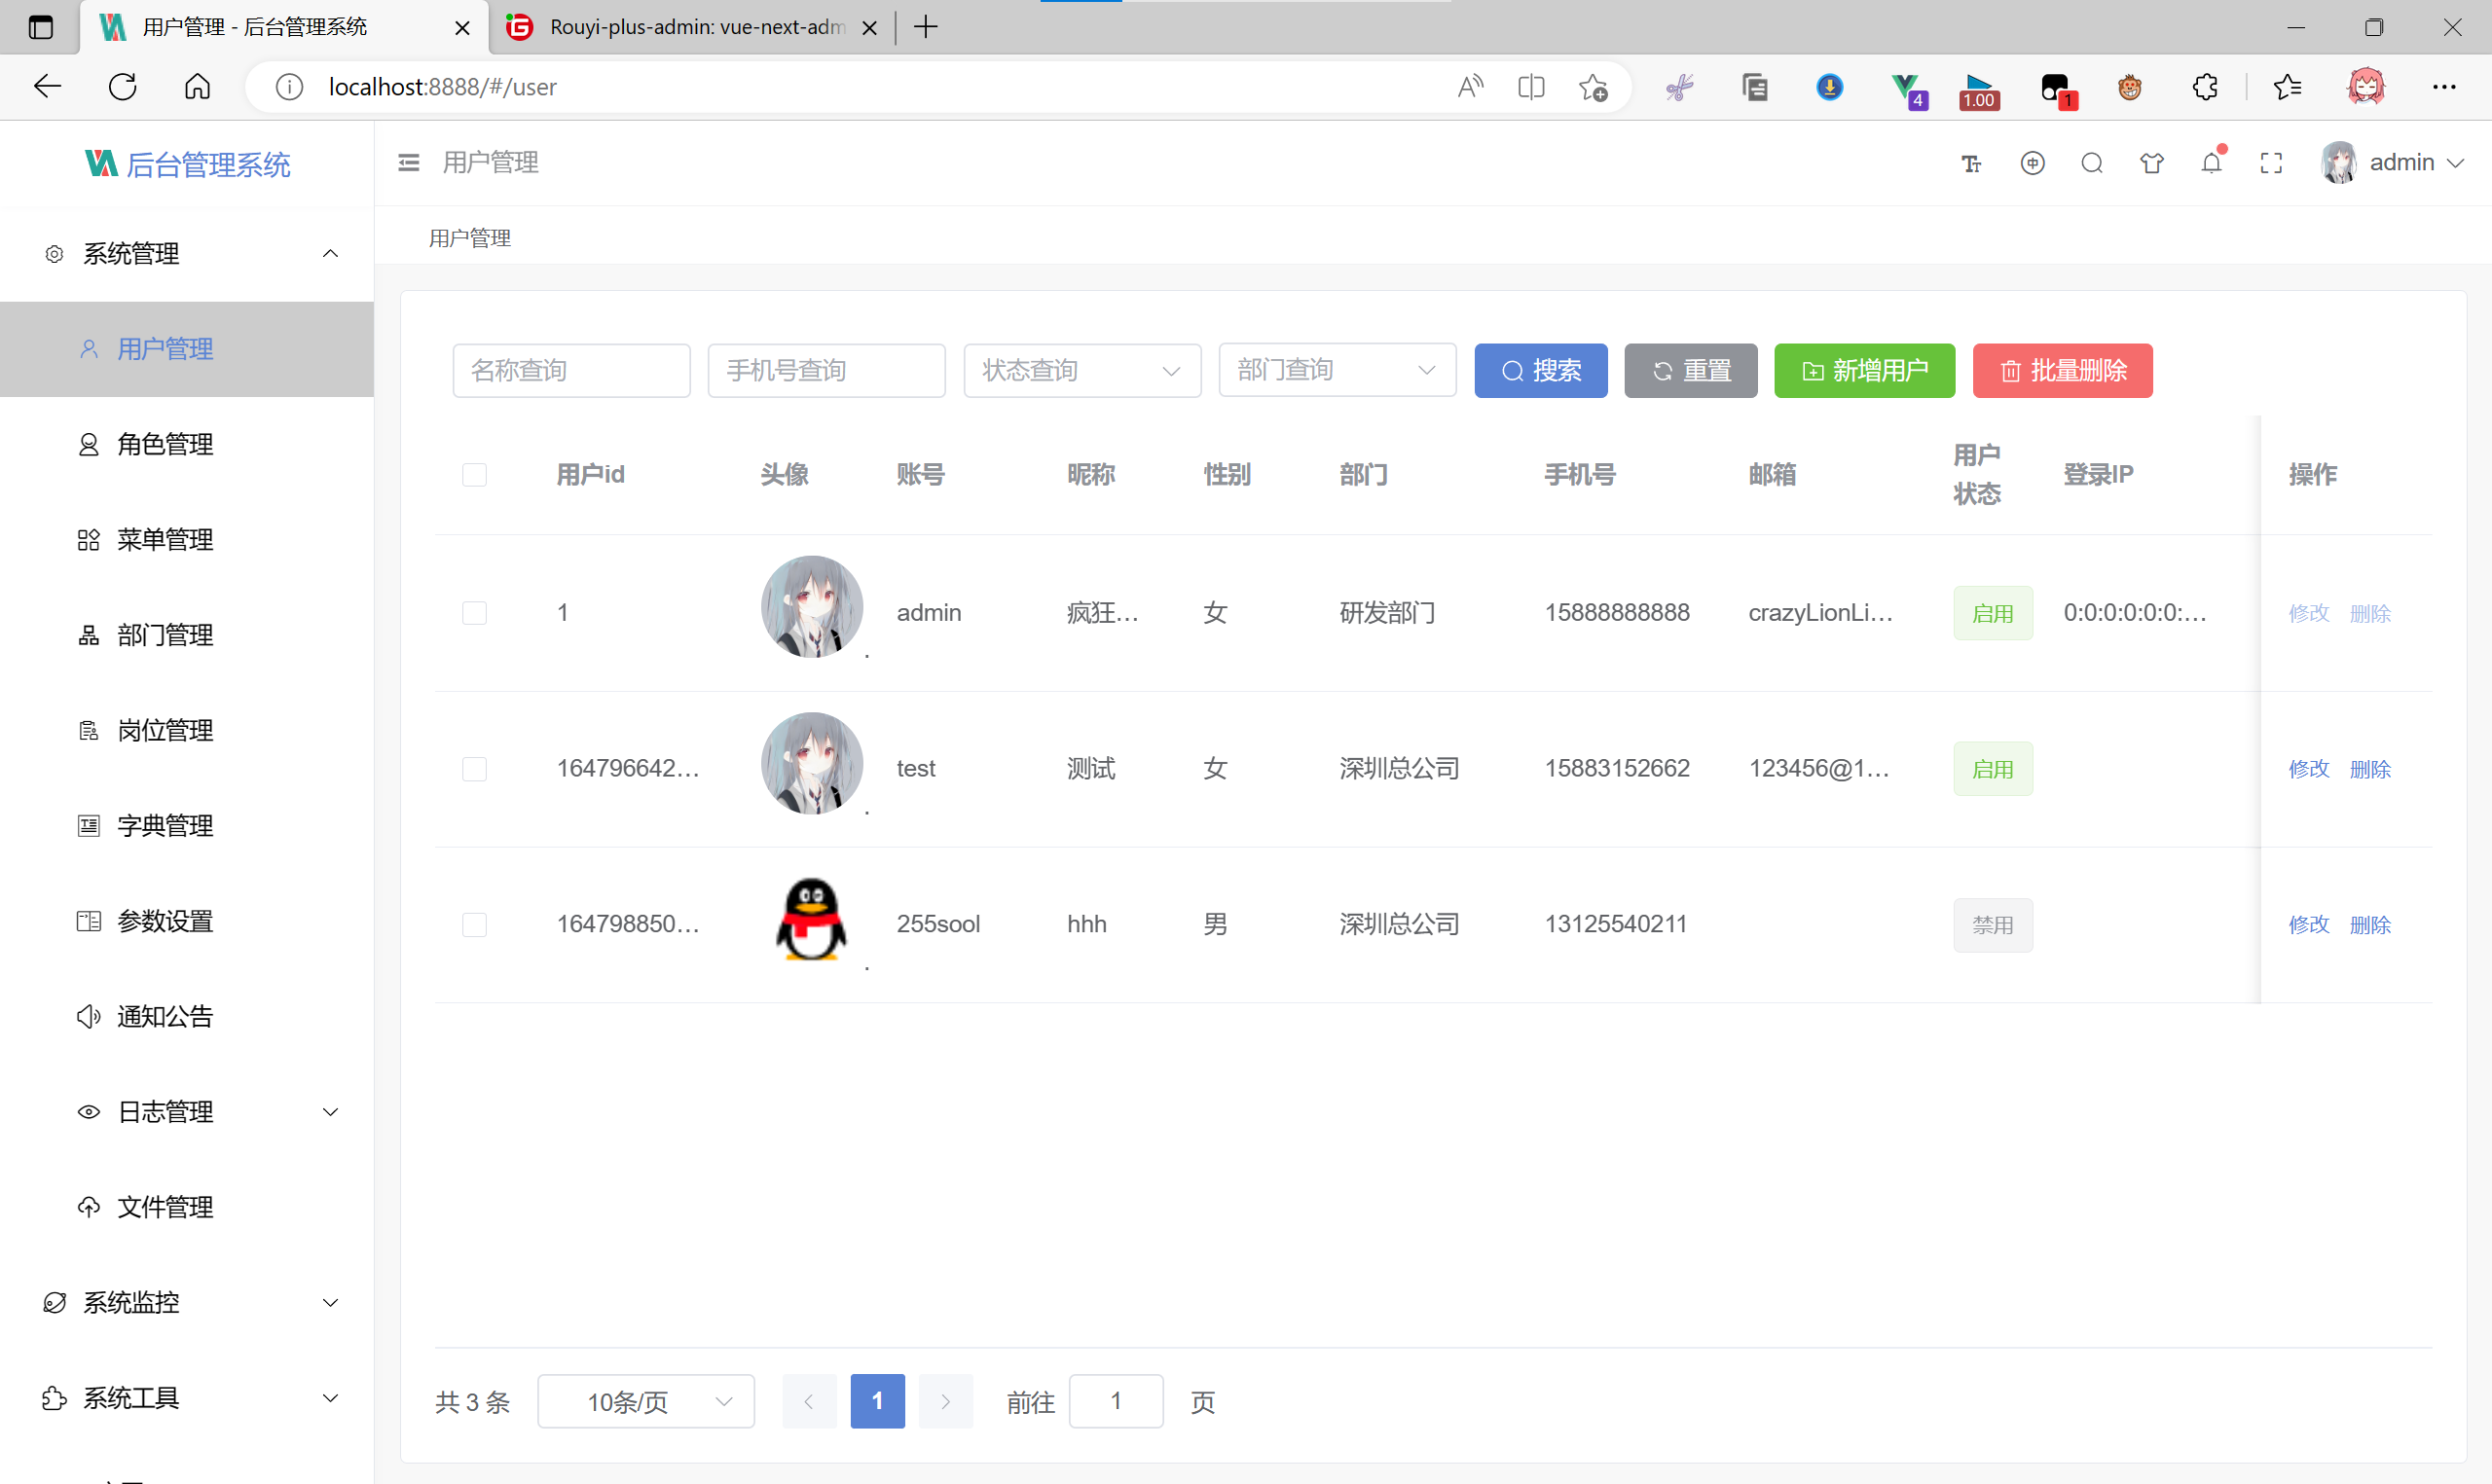 用户管理 - 后台管理系统
Rouyi-plus-admin: vue-next-adm
localhost:8888/#/user
4
1.00
1
后台管理系统
用户管理
admin
用户管理
系统管理
用户管理
角色管理
菜单管理
部门管理
岗位管理
字典管理
参数设置
通知公告
日志管理
文件管理
系统监控
系统工具
名称查询 手机号查询 状态查询 部门查询 搜索 重置 新增用户 批量删除
用户id 头像 账号 昵称 性别 部门 手机号 邮箱 用户状态 登录IP 操作
1 . admin 疯狂... 女 研发部门 15888888888 crazyLionLi... 启用 0:0:0:0:0:0:... 修改 删除
164796642... . test 测试 女 深圳总公司 15883152662 123456@1... 启用 修改 删除
164798850... . 255sool hhh 男 深圳总公司 13125540211 禁用 修改 删除
共 3 条 10条/页 1 前往 1 页